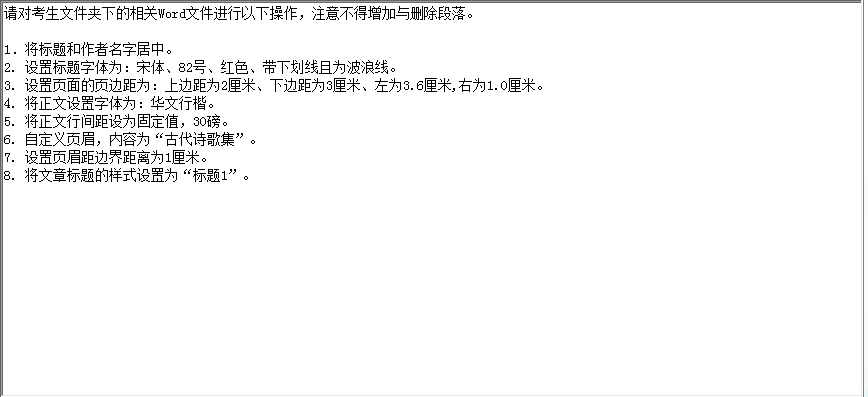 请对考生文件夹下的相关Word文件进行以下操作，注意不得增加与删除段落。
1. 将标题和作者名字居中。
2. 设置标题字体为：宋体、82号、红色、带下划线且为波浪线。
3. 设置页面的页边距为：上边距为2厘米、下边距为3厘米、左为3.6厘米,右为1.0厘米。
4. 将正文设置字体为：华文行楷。
5. 将正文行间距设为固定值，30磅。
6. 自定义页眉，内容为“古代诗歌集”。
7. 设置页眉距边界距离为1厘米。
8. 将文章标题的样式设置为“标题1”。